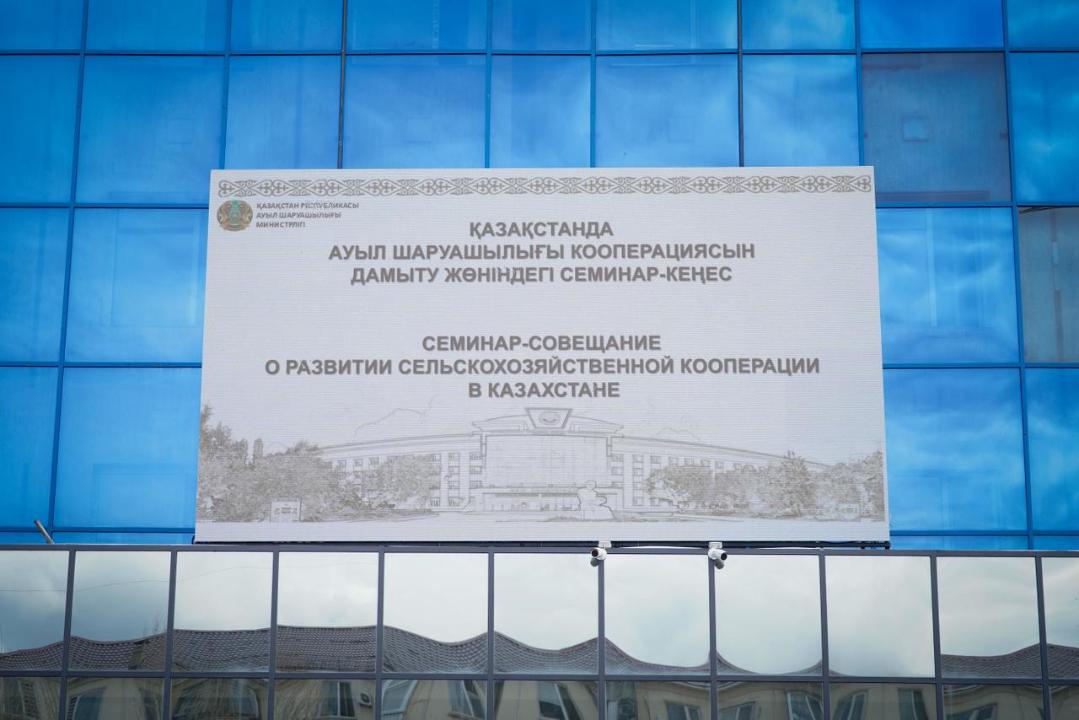 ҚАЗАҚСТАН РЕСПУБЛИКАСЫ
АУЫЛ ШАРУАШЫЛЫҒЫ
МИНИСТРЛІГІ
ҚАЗАҚСТАНДА
АУЫЛ ШАРУАШЫЛЫҒЫ КООПЕРАЦИЯСЫН
ДАМЫТУ ЖӨНІНДЕГІ СЕМИНАР-КЕҢЕС
СЕМИНАР-СОВЕЩАНИЕ
О РАЗВИТИИ СЕЛЬСКОХОЗЯЙСТВЕННОЙ КООПЕРАЦИИ
В КАЗАХСТАНЕ